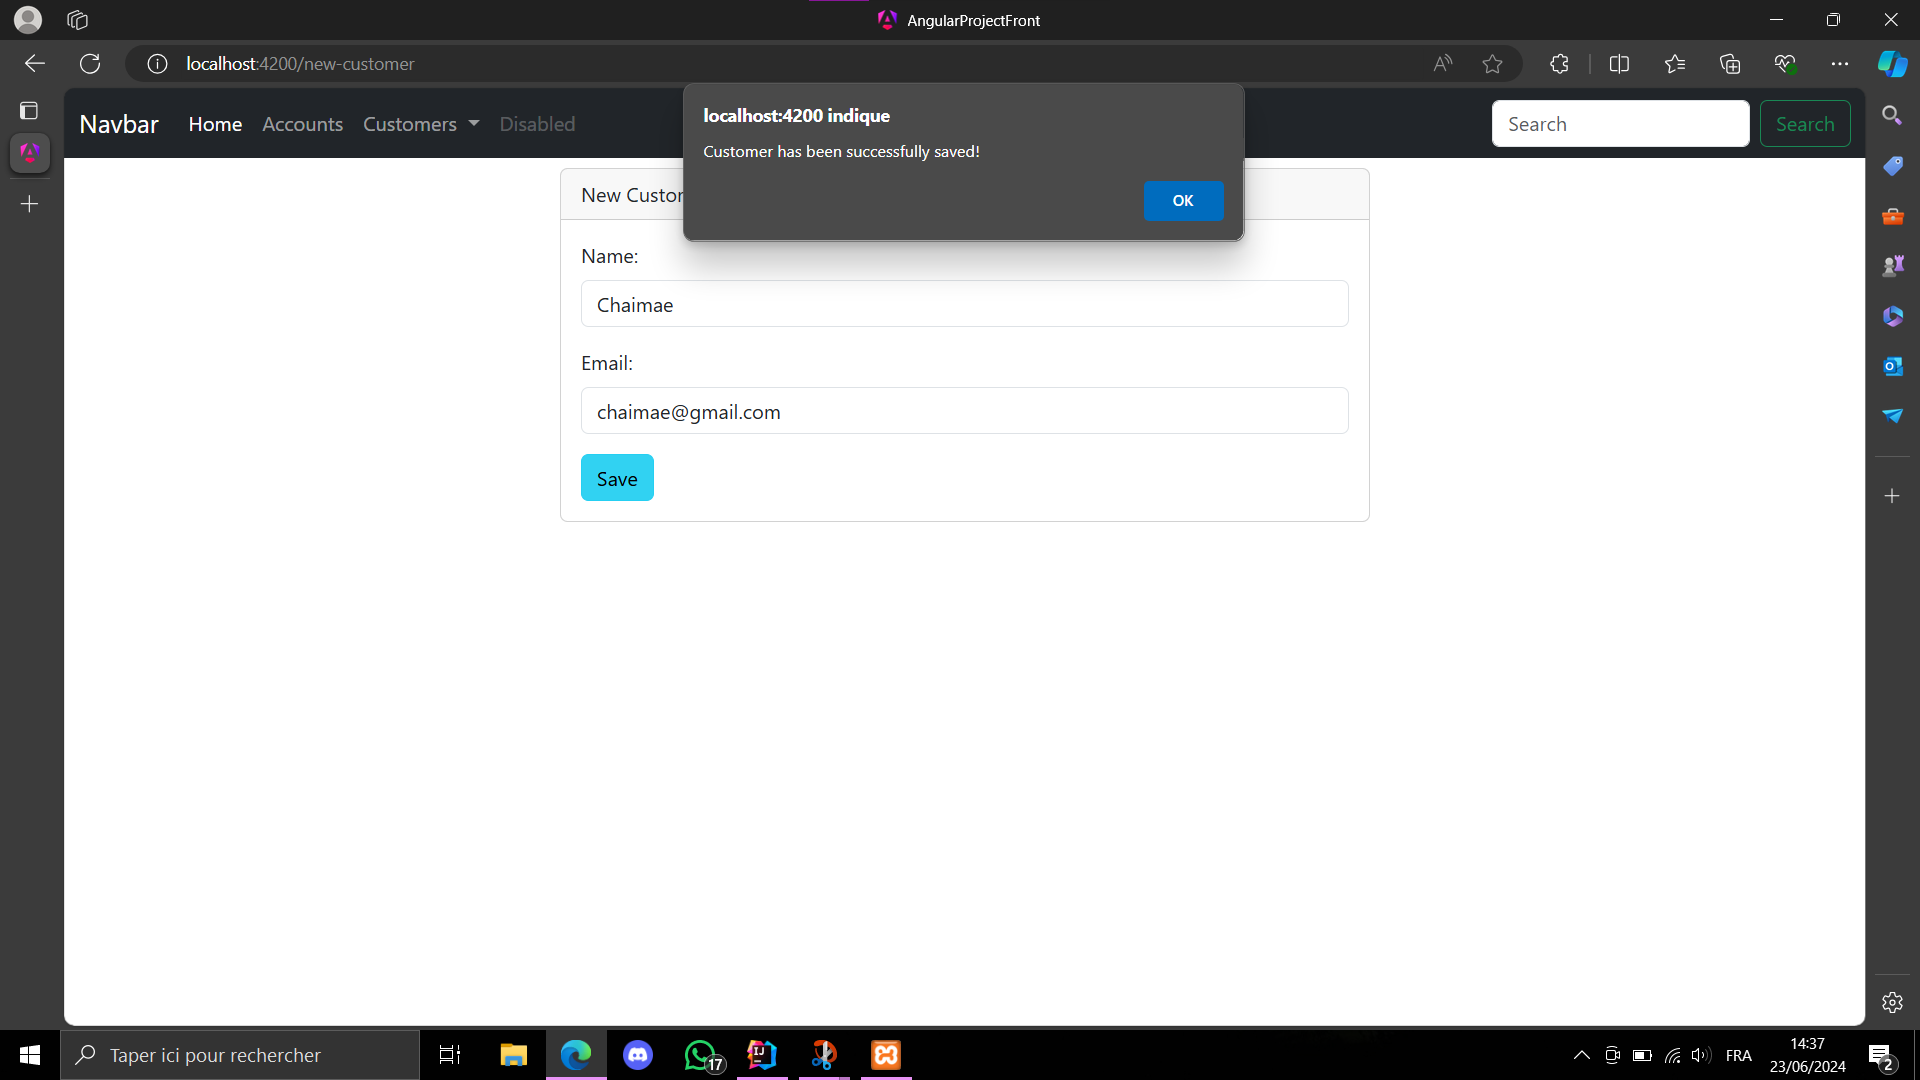 AngularProjectFront
localhost:4200/new-customer
Navbar Home Accounts Customers Disabled Search Search
localhost:4200 indique
Customer has been successfully saved!
OK
New Custor
Name:
Chaimae
Email:
chaimae@gmail.com
Save
Taper ici pour rechercher
17
FRA
14:37
23/06/2024
2